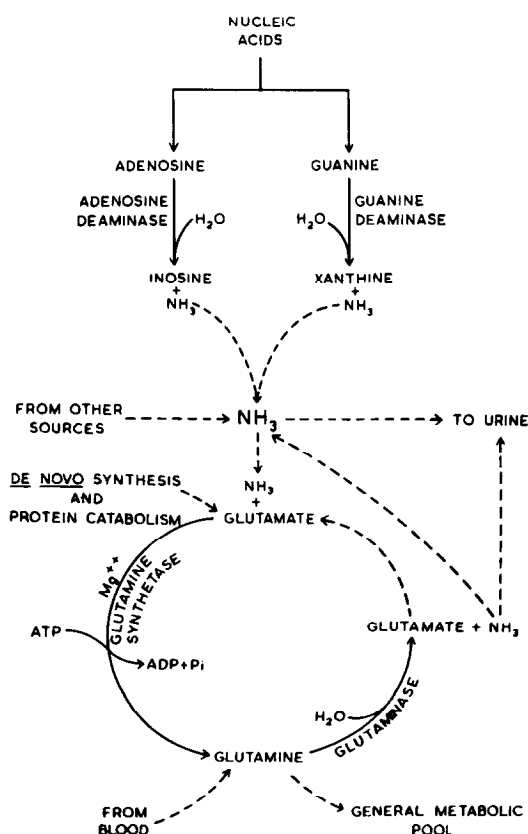 NUCLEIC
ACIDS
ADENOSINE
GUANINE
ADENOSINE
DEAMINASE
H₂O
H₂O
GUANINE
DEAMINASE
INOSINE
+
NH₃
XANTHINE
+
NH₃
FROM OTHER
SOURCES
NH₃
TO URINE
DE NOVO SYNTHESIS
AND
PROTEIN CATABOLISM
NH₃
+
GLUTAMATE
Mg⁺⁺
GLUTAMINE
SYNTHETASE
ATP
ADP+Pi
GLUTAMATE + NH₃
H₂O
GLUTAMINASE
GLUTAMINE
FROM
BLOOD
GENERAL METABOLIC
POOL